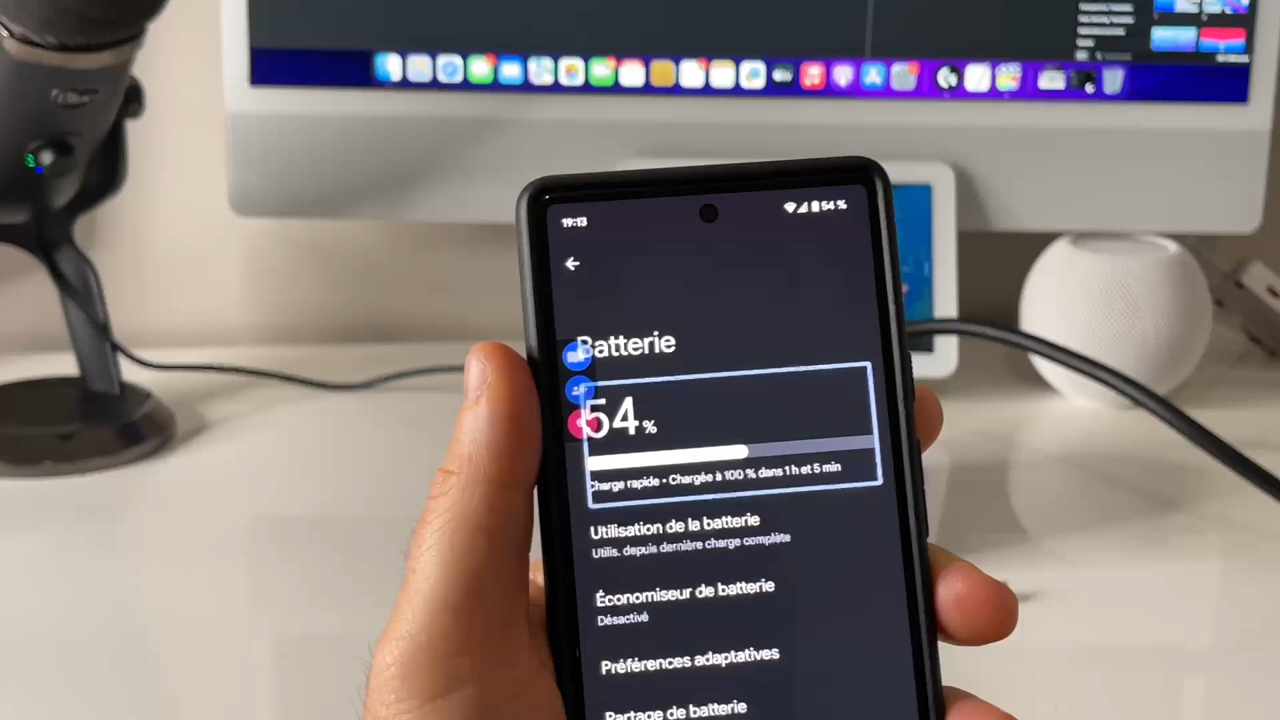 19:13
54 %
Batterie
54 %
Charge rapide • Chargée à 100 % dans 1 h et 5 min
Utilisation de la batterie
Utilis. depuis dernière charge complète
Économiseur de batterie
Désactivé
Préférences adaptatives
Partage de batterie